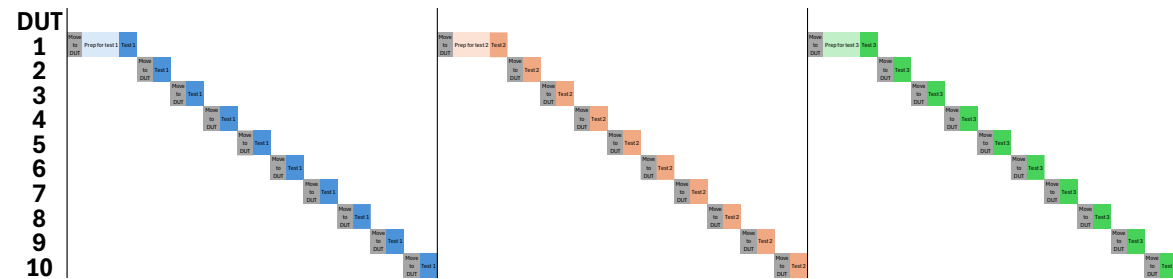 DUT
1 Move to DUT Prep for test 1 Test 1 Move to DUT Prep for test 2 Test 2 Move to DUT Prep for test 3 Test 3
2 Move to DUT Test 1 Move to DUT Test 2 Move to DUT Test 3
3 Move to DUT Test 1 Move to DUT Test 2 Move to DUT Test 3
4 Move to DUT Test 1 Move to DUT Test 2 Move to DUT Test 3
5 Move to DUT Test 1 Move to DUT Test 2 Move to DUT Test 3
6 Move to DUT Test 1 Move to DUT Test 2 Move to DUT Test 3
7 Move to DUT Test 1 Move to DUT Test 2 Move to DUT Test 3
8 Move to DUT Test 1 Move to DUT Test 2 Move to DUT Test 3
9 Move to DUT Test 1 Move to DUT Test 2 Move to DUT Test 3
10 Move to DUT Test 1 Move to DUT Test 2 Move to DUT Test